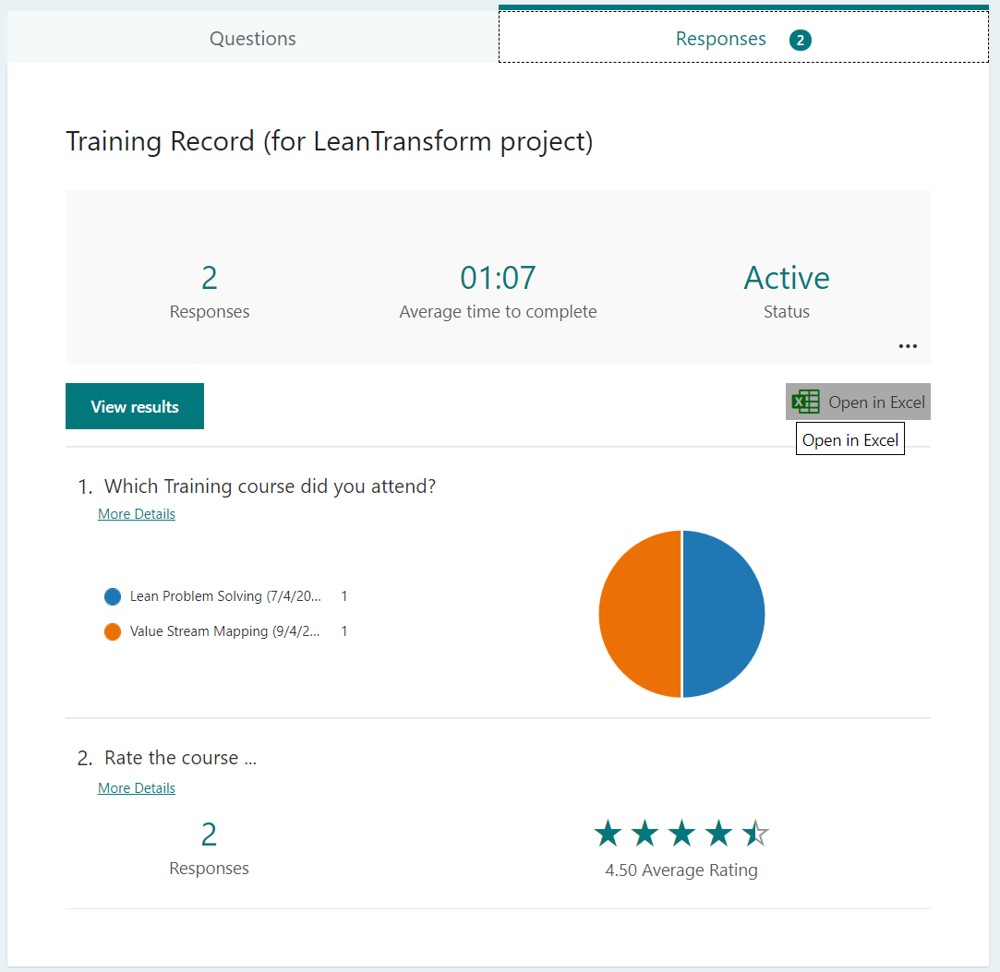 Questions
Responses 2
Training Record (for LeanTransform project)
2
Responses
01:07
Average time to complete
Active
Status
...
View results
Open in Excel
Open in Excel
1. Which Training course did you attend?
More Details
Lean Problem Solving (7/4/20... 1
Value Stream Mapping (9/4/2... 1
2. Rate the course ...
More Details
2
Responses
4.50 Average Rating